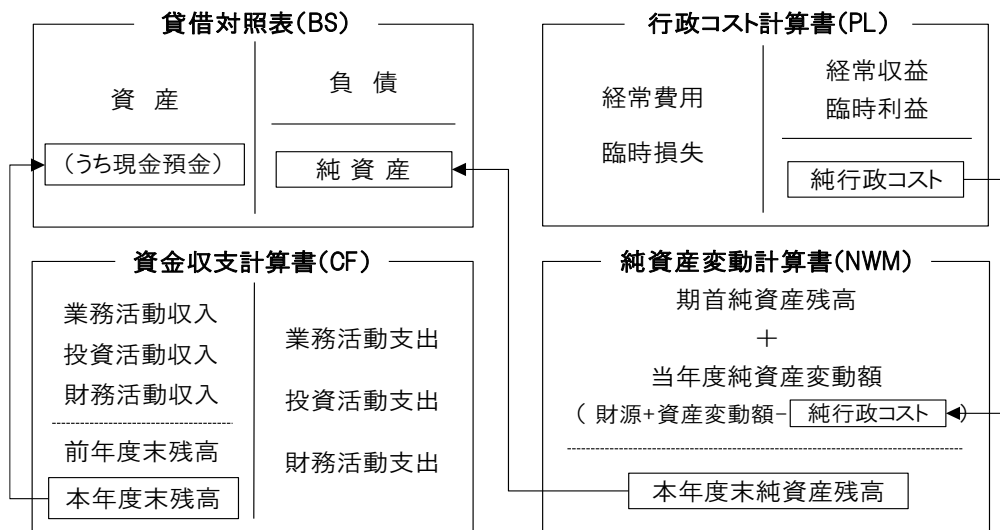 貸借対照表(BS)
資 産
(うち現金預金)
負 債
純 資 産
行政コスト計算書(PL)
経常費用
臨時損失
経常収益
臨時利益
純行政コスト
資金収支計算書(CF)
業務活動収入
投資活動収入
財務活動収入
前年度末残高
本年度末残高
業務活動支出
投資活動支出
財務活動支出
純資産変動計算書(NWM)
期首純資産残高
+
当年度純資産変動額
( 財源+資産変動額-純行政コスト )
本年度末純資産残高